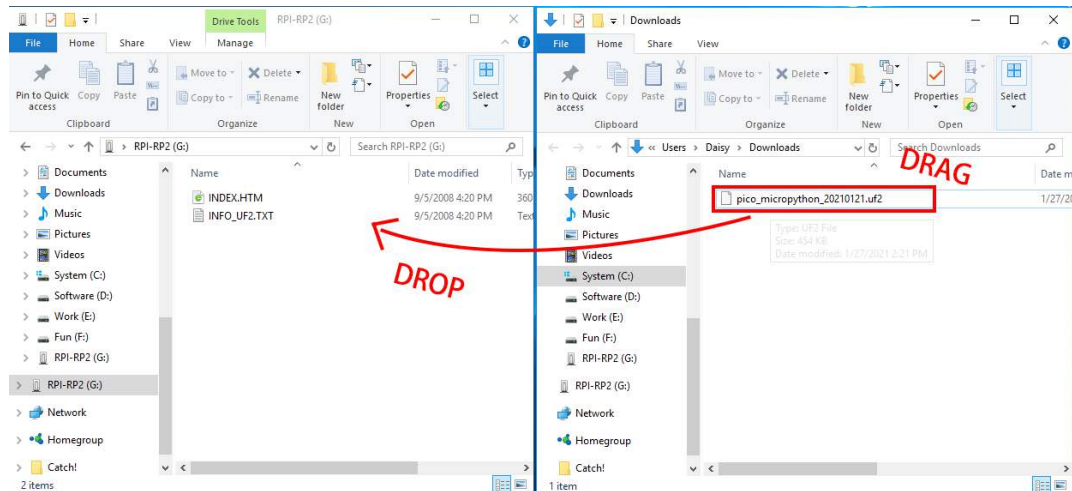 Drive Tools RPI-RP2 (G:)
File Home Share View Manage
Pin to Quick access
Copy
Paste
Clipboard
Move to
Copy to
Delete
Rename
Organize
New folder
New
Properties
Open
Select
RPI-RP2 (G:)
Search RPI-RP2 (G:)
Documents
Downloads
Music
Pictures
Videos
System (C:)
Software (D:)
Work (E:)
Fun (F:)
RPI-RP2 (G:)
RPI-RP2 (G:)
Network
Homegroup
Catch!
2 items
Name Date modified Typ
INDEX.HTM 9/5/2008 4:20 PM 360
INFO_UF2.TXT 9/5/2008 4:20 PM Text
DROP
Downloads
File Home Share View
Pin to Quick access
Copy
Paste
Clipboard
Move to
Copy to
Delete
Rename
Organize
New folder
New
Properties
Open
Select
« Users Daisy Downloads
Search Downloads
DRAG
Documents
Downloads
Music
Pictures
Videos
System (C:)
Software (D:)
Work (E:)
Fun (F:)
RPI-RP2 (G:)
RPI-RP2 (G:)
Network
Homegroup
Catch!
1 item
Name Date m
pico_micropython_20210121.uf2 1/27/20
Type: UF2 File
Size: 454 KB
Date modified: 1/27/2021 2:21 PM